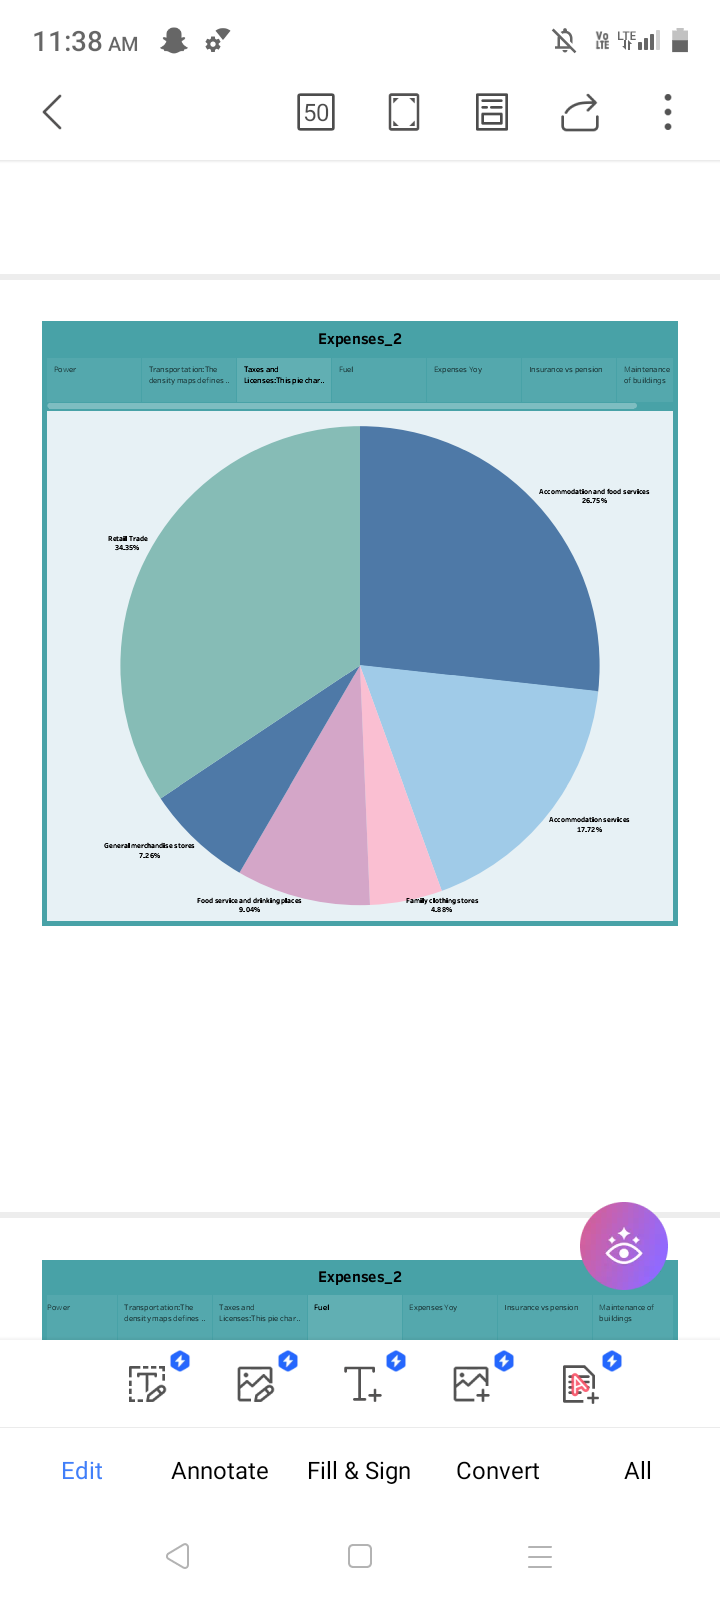 11:38 AM
Vo LTE LTE
50
Expenses_2
Power
Transportation:The density maps defines ..
Taxes and Licenses:This pie char..
Fuel
Expenses Yoy
Insurance vs pension
Maintenance of buildings
Accommodation and food services
26.75%
Retaill Trade
34.35%
Accommodation services
17.72%
General merchandise stores
7.26%
Food service and drinking places
9.04%
Family clothing stores
4.88%
Expenses_2
Power
Transportation:The density maps defines ..
Taxes and Licenses:This pie char..
Fuel
Expenses Yoy
Insurance vs pension
Maintenance of buildings
Edit
Annotate
Fill & Sign
Convert
All